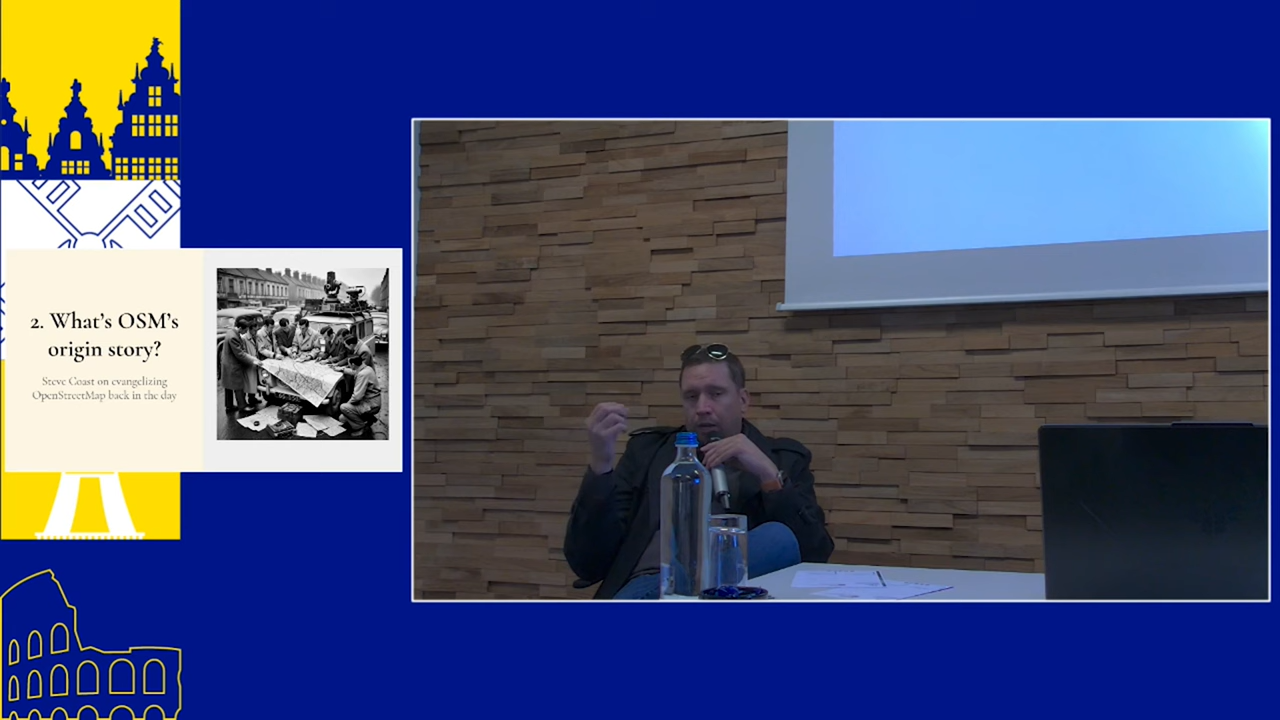 2. What's OSM's
origin story?
Steve Coast on evangelizing
OpenStreetMap back in the day